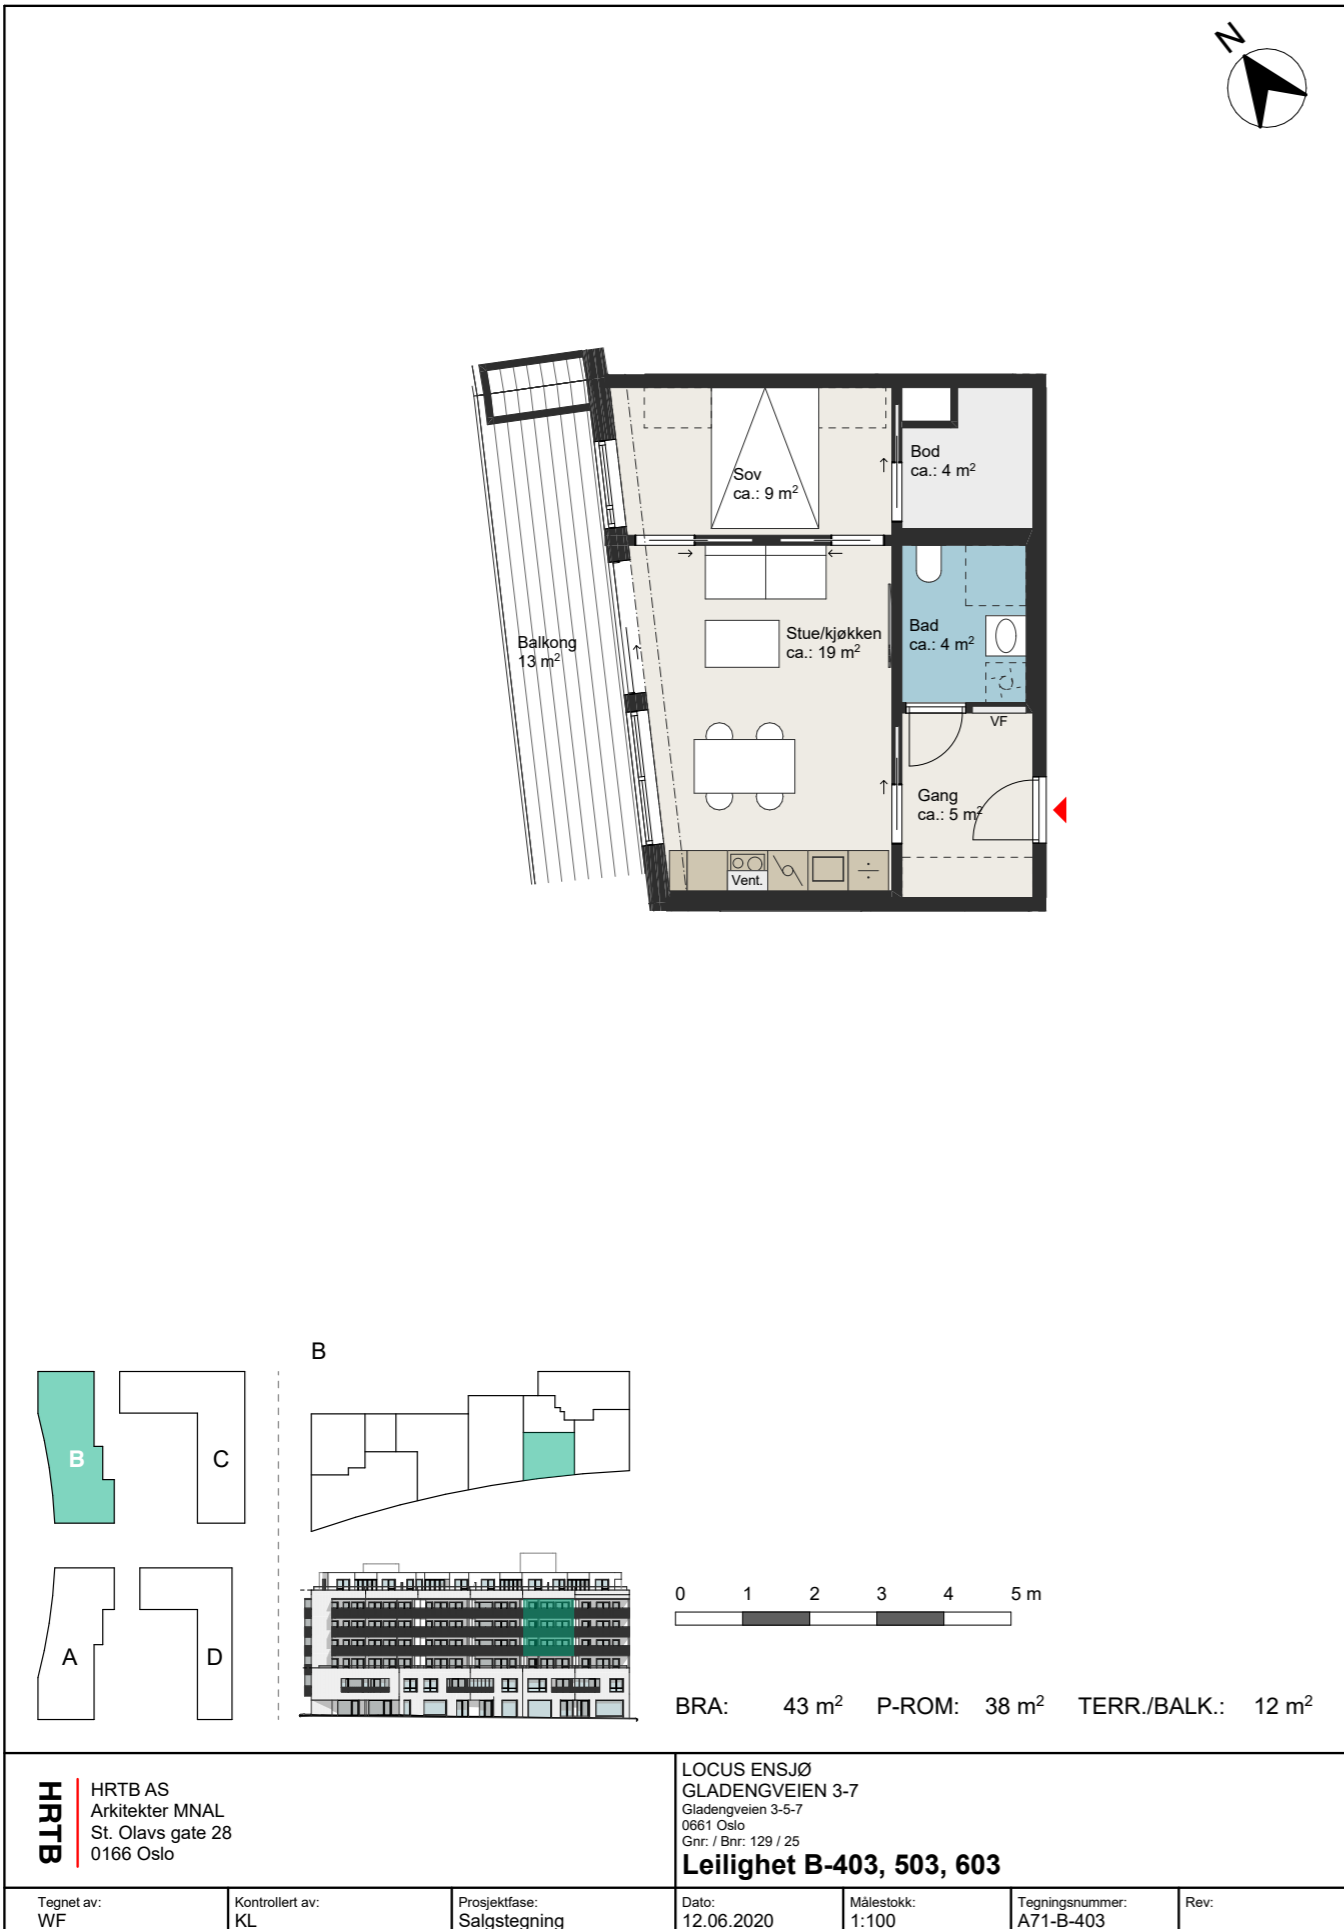 N
Bod
ca.: 4 m²
Sov
ca.: 9 m²
Balkong
13 m²
Stue/kjøkken
ca.: 19 m²
Bad
ca.: 4 m²
VF
Gang
ca.: 5 m²
Vent.
B
B
C
A
D
0 1 2 3 4 5 m
BRA: 43 m² P-ROM: 38 m² TERR./BALK.: 12 m²
HRTB
HRTB AS
Arkitekter MNAL
St. Olavs gate 28
0166 Oslo
LOCUS ENSJØ
GLADENGVEIEN 3-7
Gladengveien 3-5-7
0661 Oslo
Gnr: / Bnr: 129 / 25
Leilighet B-403, 503, 603
Tegnet av:
WF
Kontrollert av:
KL
Prosjektfase:
Salgstegning
Dato:
12.06.2020
Målestokk:
1:100
Tegningsnummer:
A71-B-403
Rev: